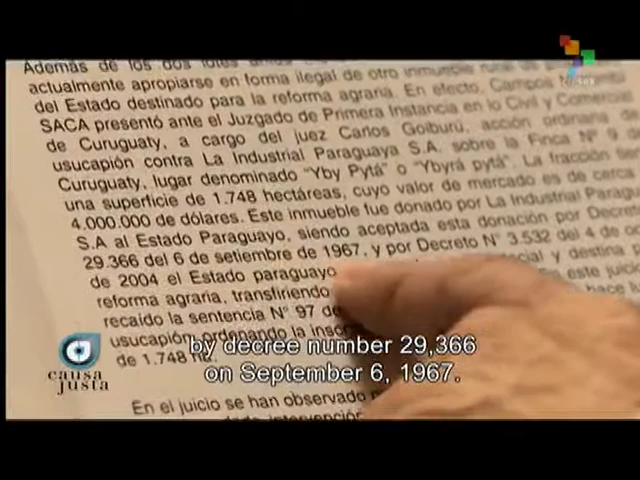 Además de los dos lotes
actualmente apropiarse en forma ilegal de otro inmueble rural
del Estado destinado para la reforma agraria. En efecto, Campos
SACA presentó ante el Juzgado de Primera Instancia en lo Civil y Comercial
de Curuguaty, a cargo del juez Carlos Goiburú, acción ordinaria de
usucapión contra La Industrial Paraguaya S.A. sobre la Finca N° 9
Curuguaty, lugar denominado "Yby Pytá" o "Ybyrá pytá". La fracción
una superficie de 1.748 hectáreas, cuyo valor de mercado es de cerca
4.000.000 de dólares. Este inmueble fue donado por La Industrial
S.A al Estado Paraguayo, siendo aceptada esta donación por
29.366 del 6 de setiembre de 1967, y por Decreto N° 3.532 del 4 de
de 2004 el Estado paraguayo
reforma agraria, transfiriendo
recaído la sentencia N° 97 de
usucapión ordenando la
de 1.748
En el juicio se han observado
by decree number 29,366
on September 6, 1967.
causa
justa